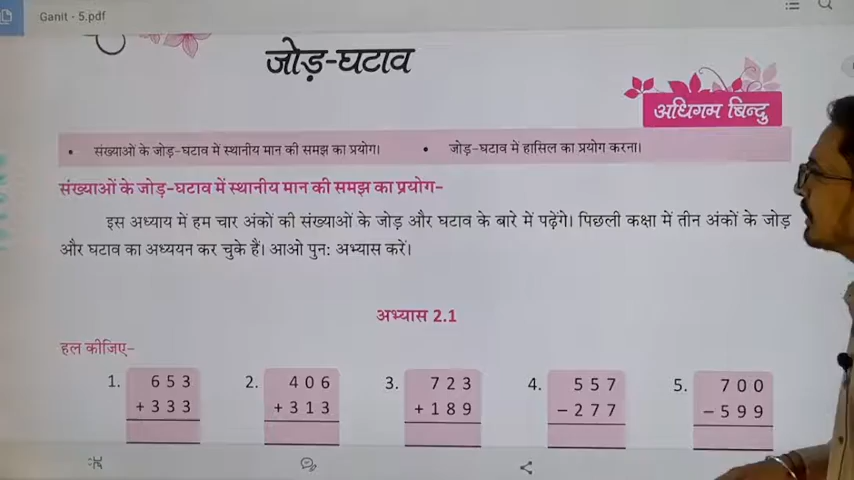 Ganit - 5.pdf
जोड़-घटाव
अधिगम बिन्दु
• संख्याओं के जोड़-घटाव में स्थानीय मान की समझ का प्रयोग। • जोड़-घटाव में हासिल का प्रयोग करना।
संख्याओं के जोड़-घटाव में स्थानीय मान की समझ का प्रयोग-
इस अध्याय में हम चार अंकों की संख्याओं के जोड़ और घटाव के बारे में पढ़ेंगे। पिछली कक्षा में तीन अंकों के जोड़
और घटाव का अध्ययन कर चुके हैं। आओ पुन: अभ्यास करें।
अभ्यास 2.1
हल कीजिए-
1. 653 2. 406 3. 723 4. 557 5. 700
+333 +313 +189 -277 -599